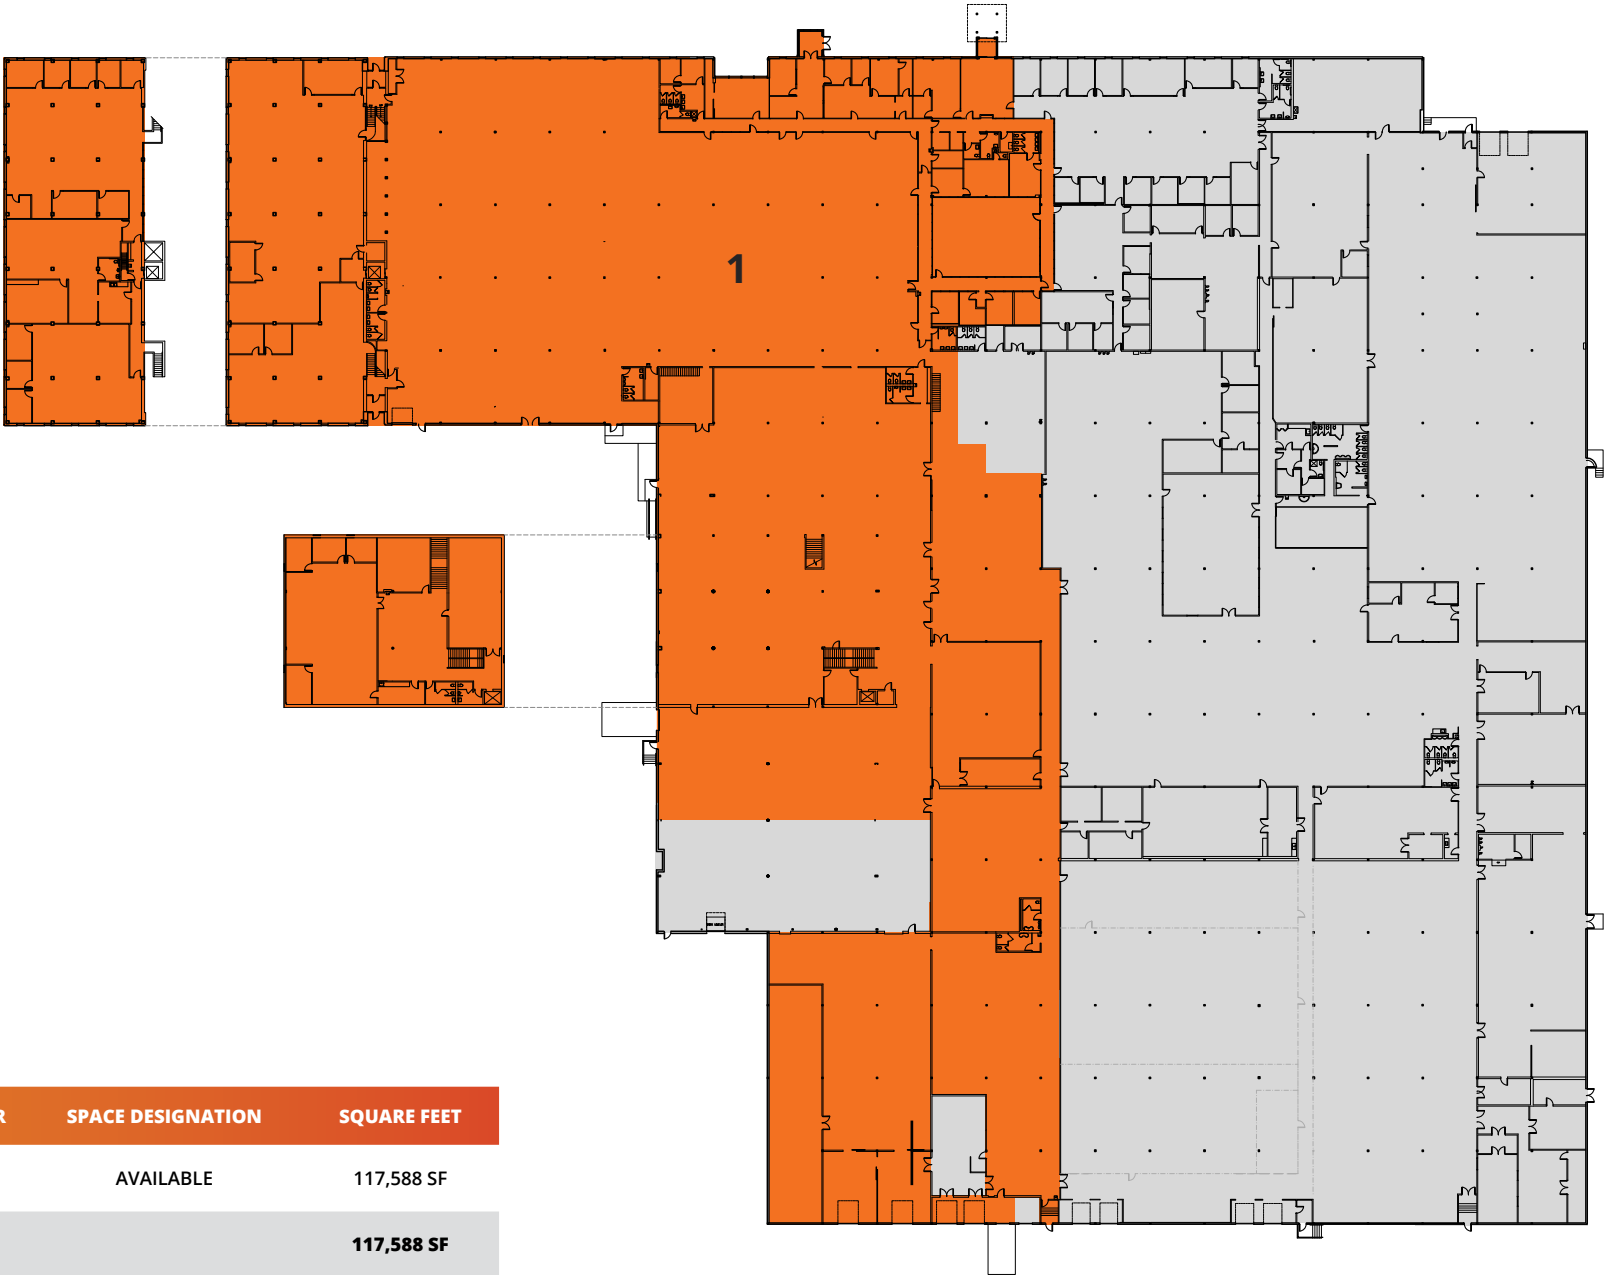 1
R SPACE DESIGNATION SQUARE FEET
AVAILABLE 117,588 SF
117,588 SF